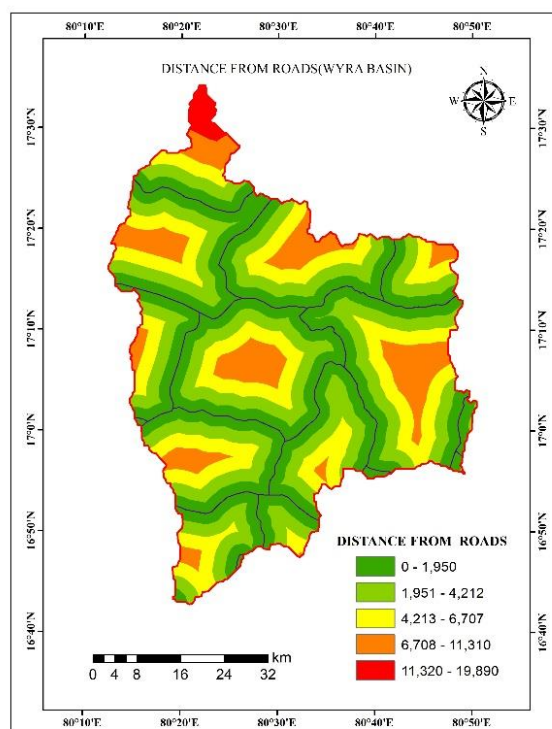 80°10'E 80°20'E 80°30'E 80°40'E 80°50'E
DISTANCE FROM ROADS(WYRA BASIN)
N
W E
S
17°30'N 17°30'N
17°20'N 17°20'N
17°10'N 17°10'N
17°0'N 17°0'N
16°50'N 16°50'N
16°40'N 16°40'N
DISTANCE FROM ROADS
0 - 1,950
1,951 - 4,212
4,213 - 6,707
6,708 - 11,310
11,320 - 19,890
km
0 4 8 16 24 32
80°10'E 80°20'E 80°30'E 80°40'E 80°50'E